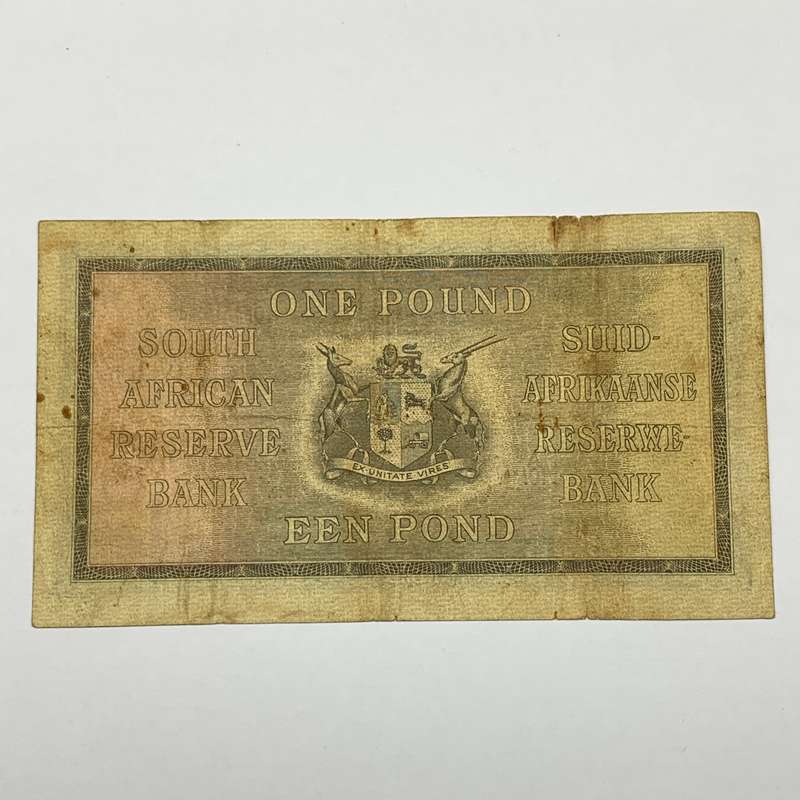 ONE POUND
SOUTH
AFRICAN
RESERVE
BANK
SUID-
AFRIKAANSE
RESERWE-
BANK
EX·UNITATE·VIRES
EEN POND